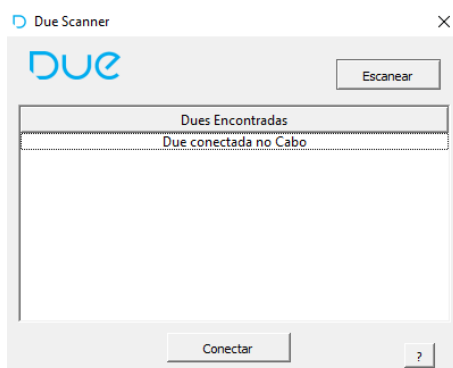 Due Scanner
Due
Escanear
Dues Encontradas
Due conectada no Cabo
Conectar
?